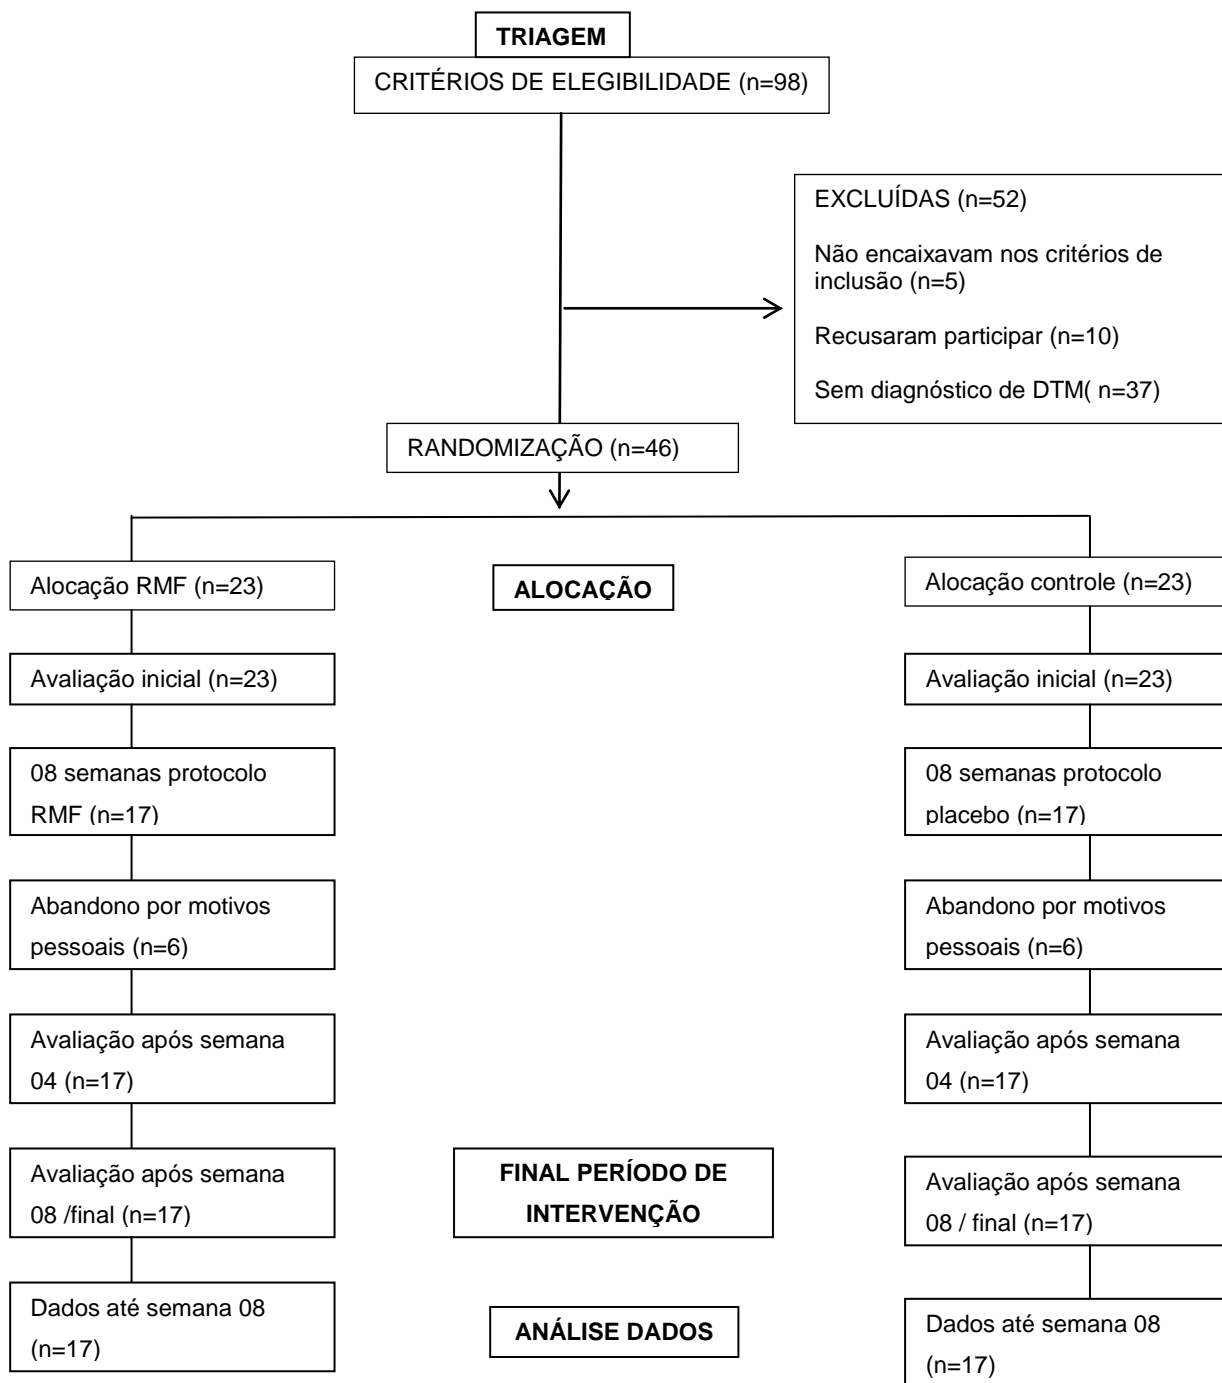 TRIAGEM
CRITÉRIOS DE ELEGIBILIDADE (n=98)
EXCLUÍDAS (n=52)
Não encaixavam nos critérios de
inclusão (n=5)
Recusaram participar (n=10)
Sem diagnóstico de DTM( n=37)
RANDOMIZAÇÃO (n=46)
Alocação RMF (n=23)
ALOCAÇÃO
Alocação controle (n=23)
Avaliação inicial (n=23)
Avaliação inicial (n=23)
08 semanas protocolo
RMF (n=17)
08 semanas protocolo
placebo (n=17)
Abandono por motivos
pessoais (n=6)
Abandono por motivos
pessoais (n=6)
Avaliação após semana
04 (n=17)
Avaliação após semana
04 (n=17)
Avaliação após semana
08 /final (n=17)
FINAL PERÍODO DE
INTERVENÇÃO
Avaliação após semana
08 / final (n=17)
Dados até semana 08
(n=17)
ANÁLISE DADOS
Dados até semana 08
(n=17)